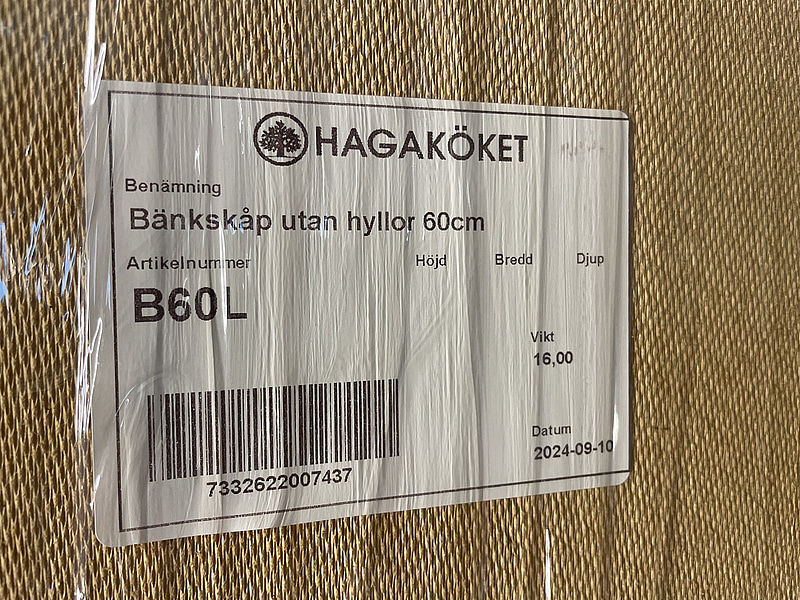 HAGAKÖKET
Benämning
Bänkskåp utan hyllor 60cm
Artikelnummer Höjd Bredd Djup
B60L
Vikt
16,00
Datum
2024-09-10
7332622007437